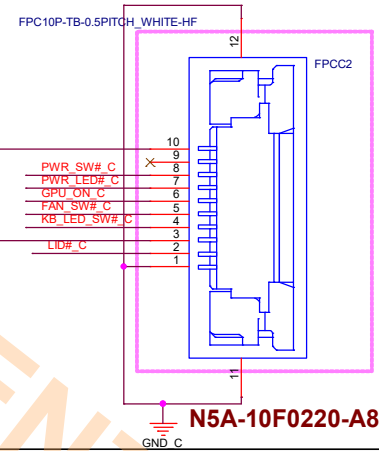 FPC10P-TB-0.5PITCH_WHITE-HF
12
FPCC2
10
9
PWR_SW#_C 8
PWR_LED#_C 7
GPU_ON_C 6
FAN_SW#_C 5
KB_LED_SW#_C 4
3
LID#_C 2
1
11
N5A-10F0220-A8
GND_C